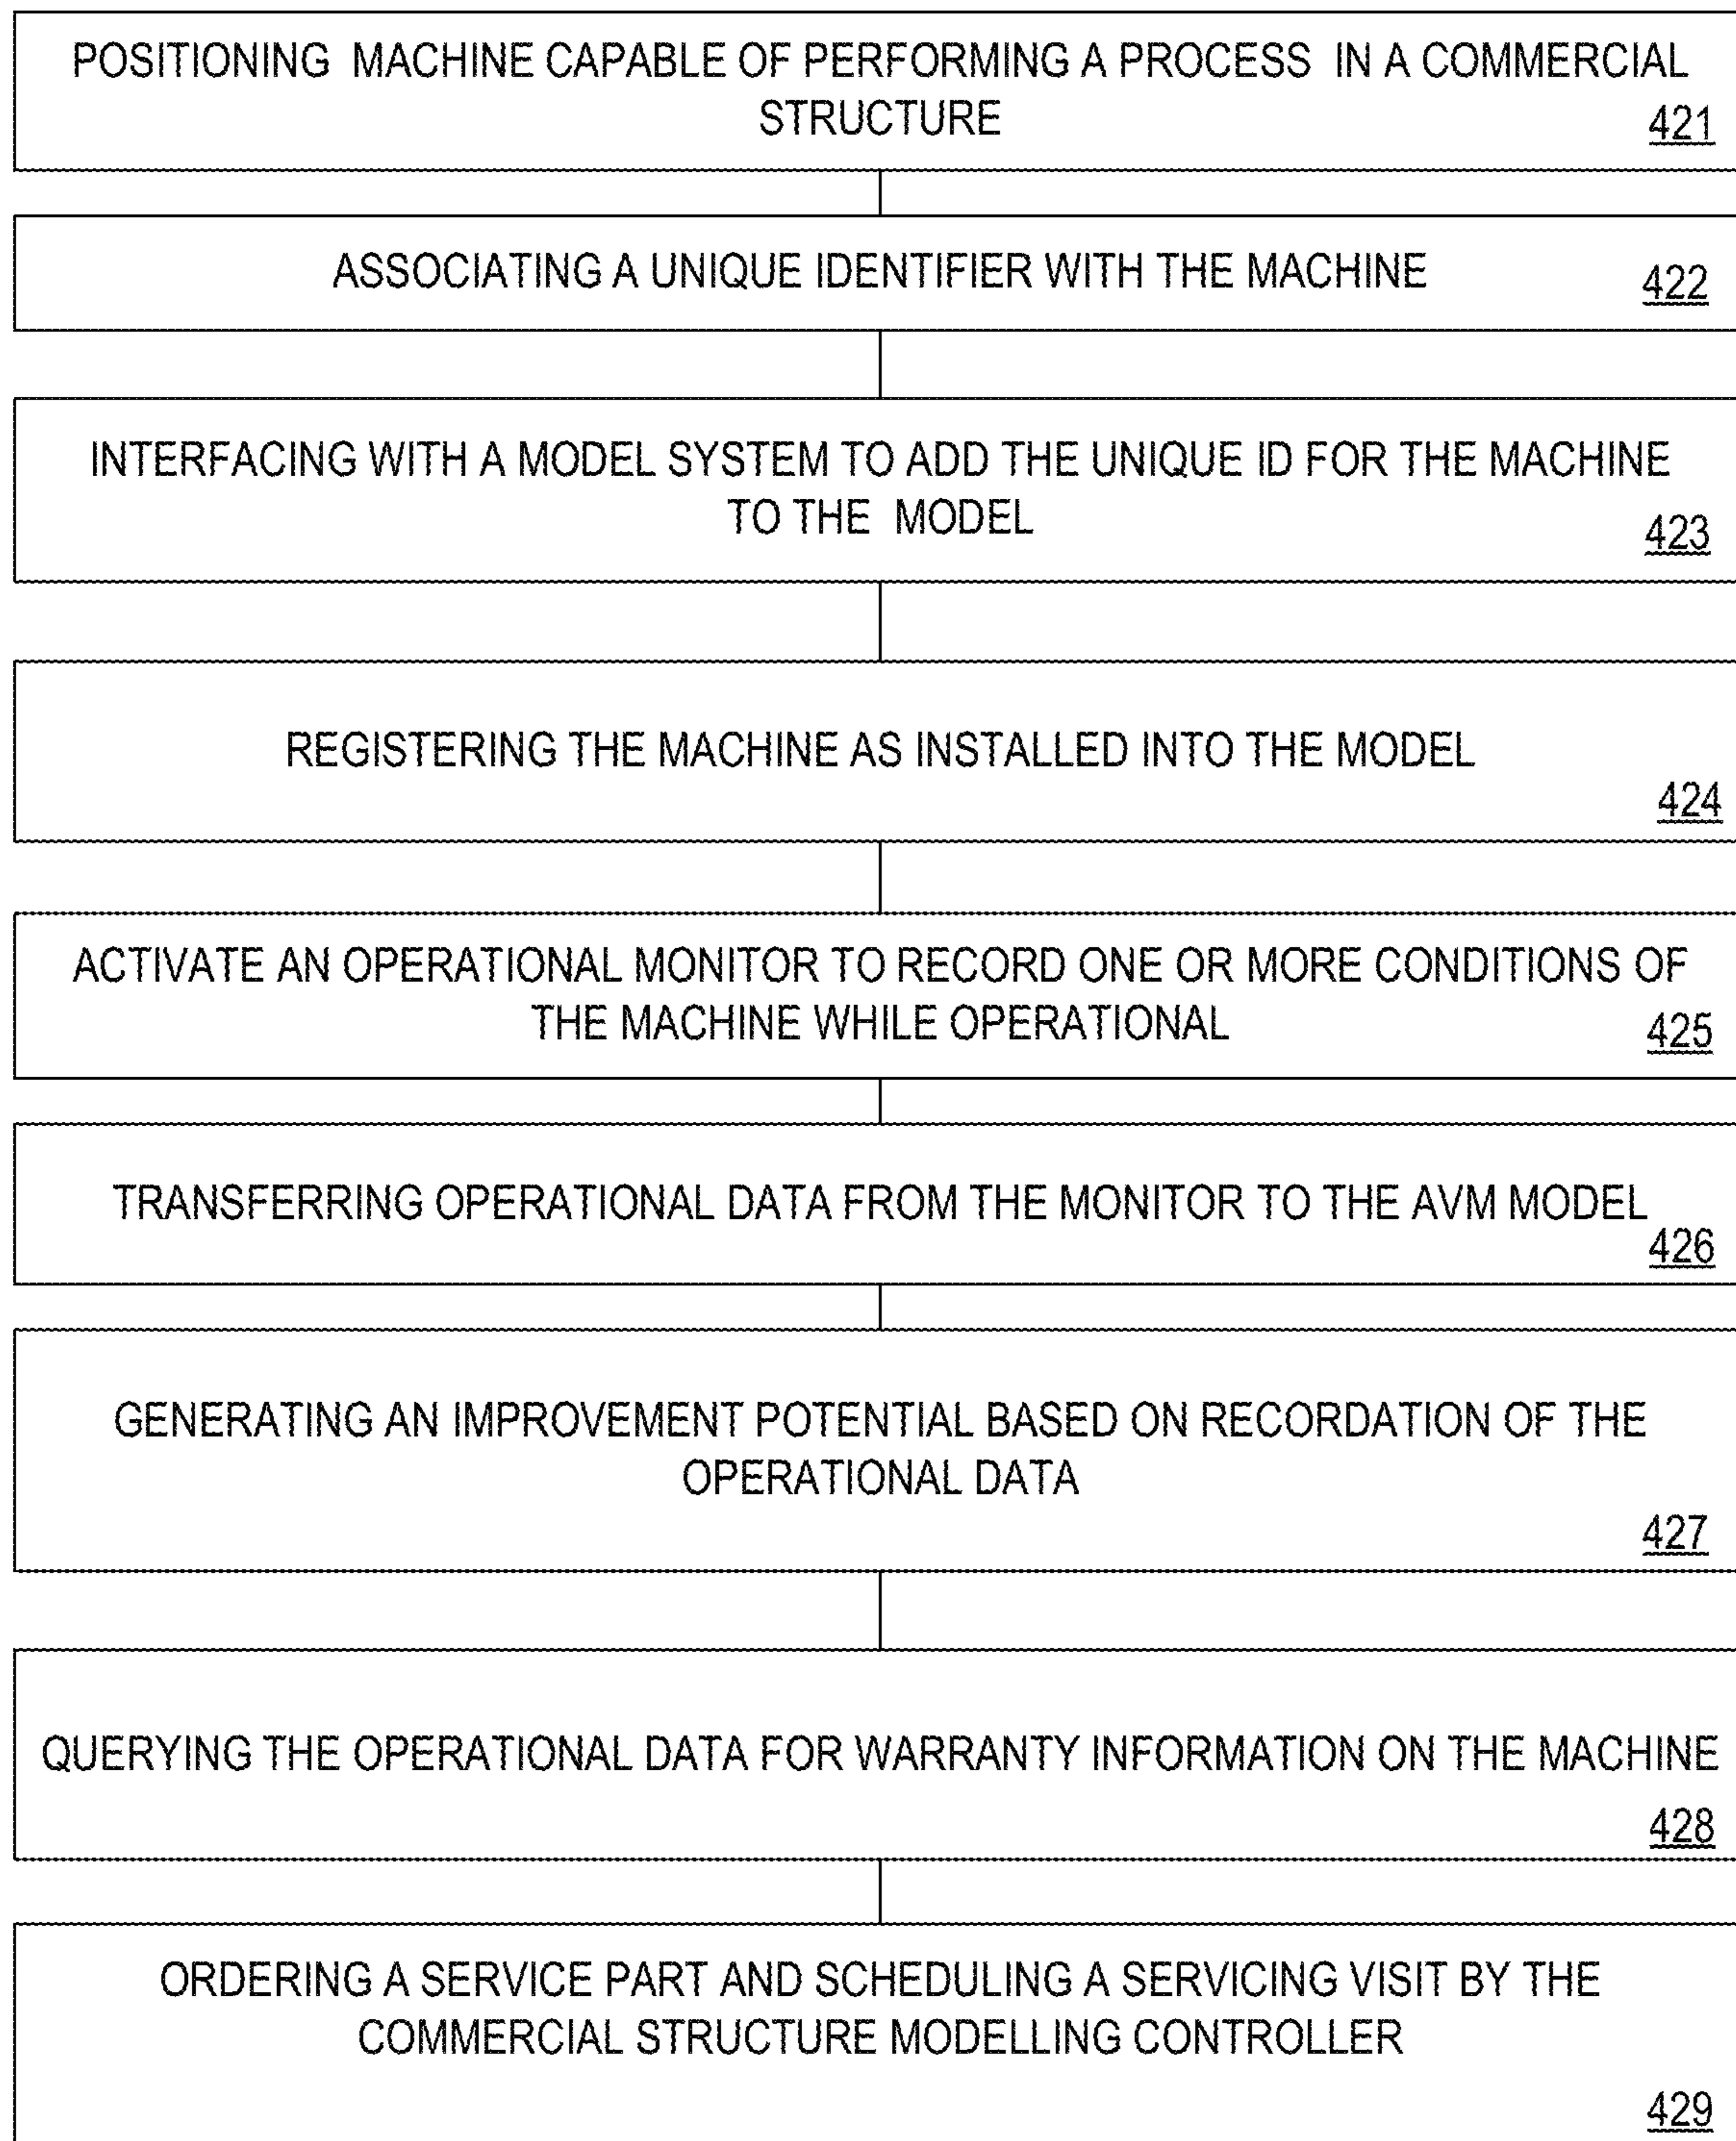 POSITIONING MACHINE CAPABLE OF PERFORMING A PROCESS IN A COMMERCIAL
STRUCTURE
421
ASSOCIATING A UNIQUE IDENTIFIER WITH THE MACHINE
422
INTERFACING WITH A MODEL SYSTEM TO ADD THE UNIQUE ID FOR THE MACHINE
TO THE MODEL
423
REGISTERING THE MACHINE AS INSTALLED INTO THE MODEL
424
ACTIVATE AN OPERATIONAL MONITOR TO RECORD ONE OR MORE CONDITIONS OF
THE MACHINE WHILE OPERATIONAL
425
TRANSFERRING OPERATIONAL DATA FROM THE MONITOR TO THE AVM MODEL
426
GENERATING AN IMPROVEMENT POTENTIAL BASED ON RECORDATION OF THE
OPERATIONAL DATA
427
QUERYING THE OPERATIONAL DATA FOR WARRANTY INFORMATION ON THE MACHINE
428
ORDERING A SERVICE PART AND SCHEDULING A SERVICING VISIT BY THE
COMMERCIAL STRUCTURE MODELLING CONTROLLER
429